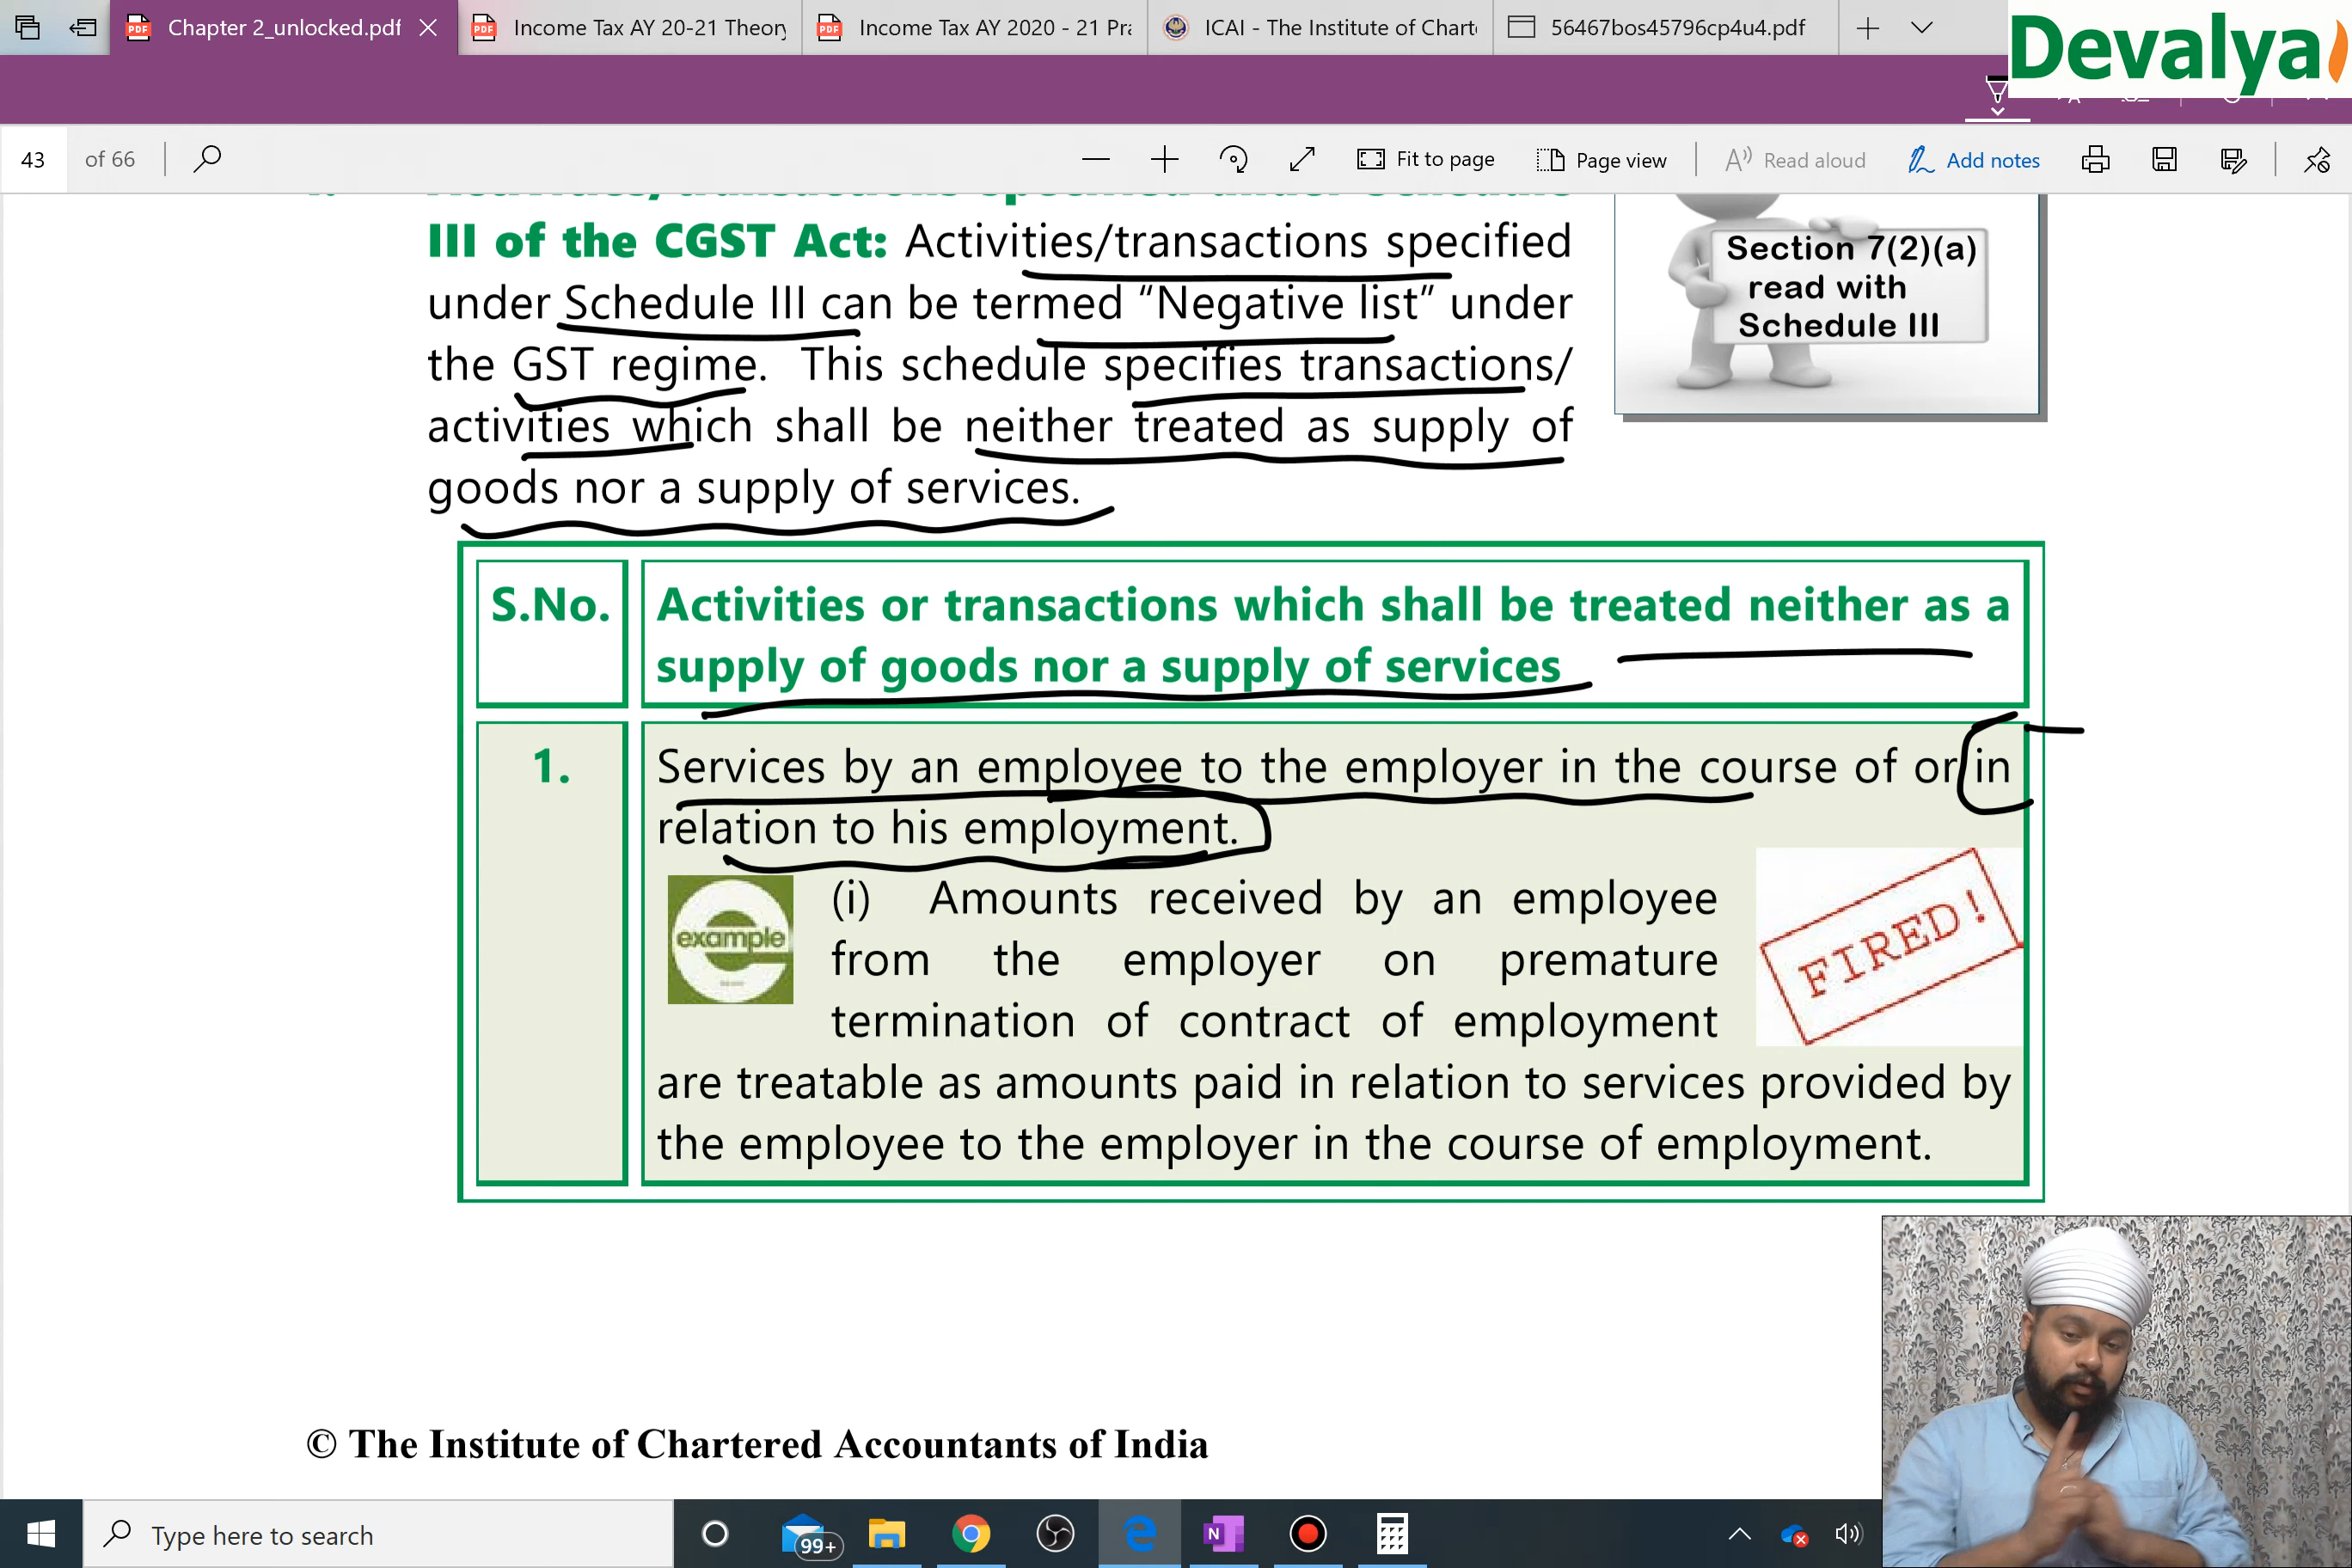 Chapter 2_unlocked.pdf
Income Tax AY 20-21 Theory
Income Tax AY 2020 - 21 Pra
ICAI - The Institute of Chart
56467bos45796cp4u4.pdf
Devalya
43 of 66
Fit to page
Page view
Read aloud
Add notes
III of the CGST Act: Activities/transactions specified
under Schedule III can be termed “Negative list” under
the GST regime. This schedule specifies transactions/
activities which shall be neither treated as supply of
goods nor a supply of services.
Section 7(2)(a)
read with
Schedule III
S.No.
Activities or transactions which shall be treated neither as a
supply of goods nor a supply of services
1.
Services by an employee to the employer in the course of or in
relation to his employment.
example
(i) Amounts received by an employee
from the employer on premature
termination of contract of employment
are treatable as amounts paid in relation to services provided by
the employee to the employer in the course of employment.
FIRED!
© The Institute of Chartered Accountants of India
Type here to search
99+
N